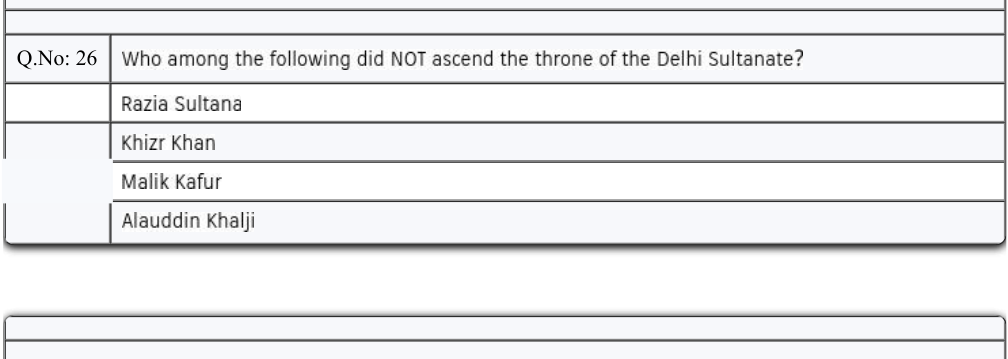 Q.No: 26 Who among the following did NOT ascend the throne of the Delhi Sultanate?
Razia Sultana
Khizr Khan
Malik Kafur
Alauddin Khalji